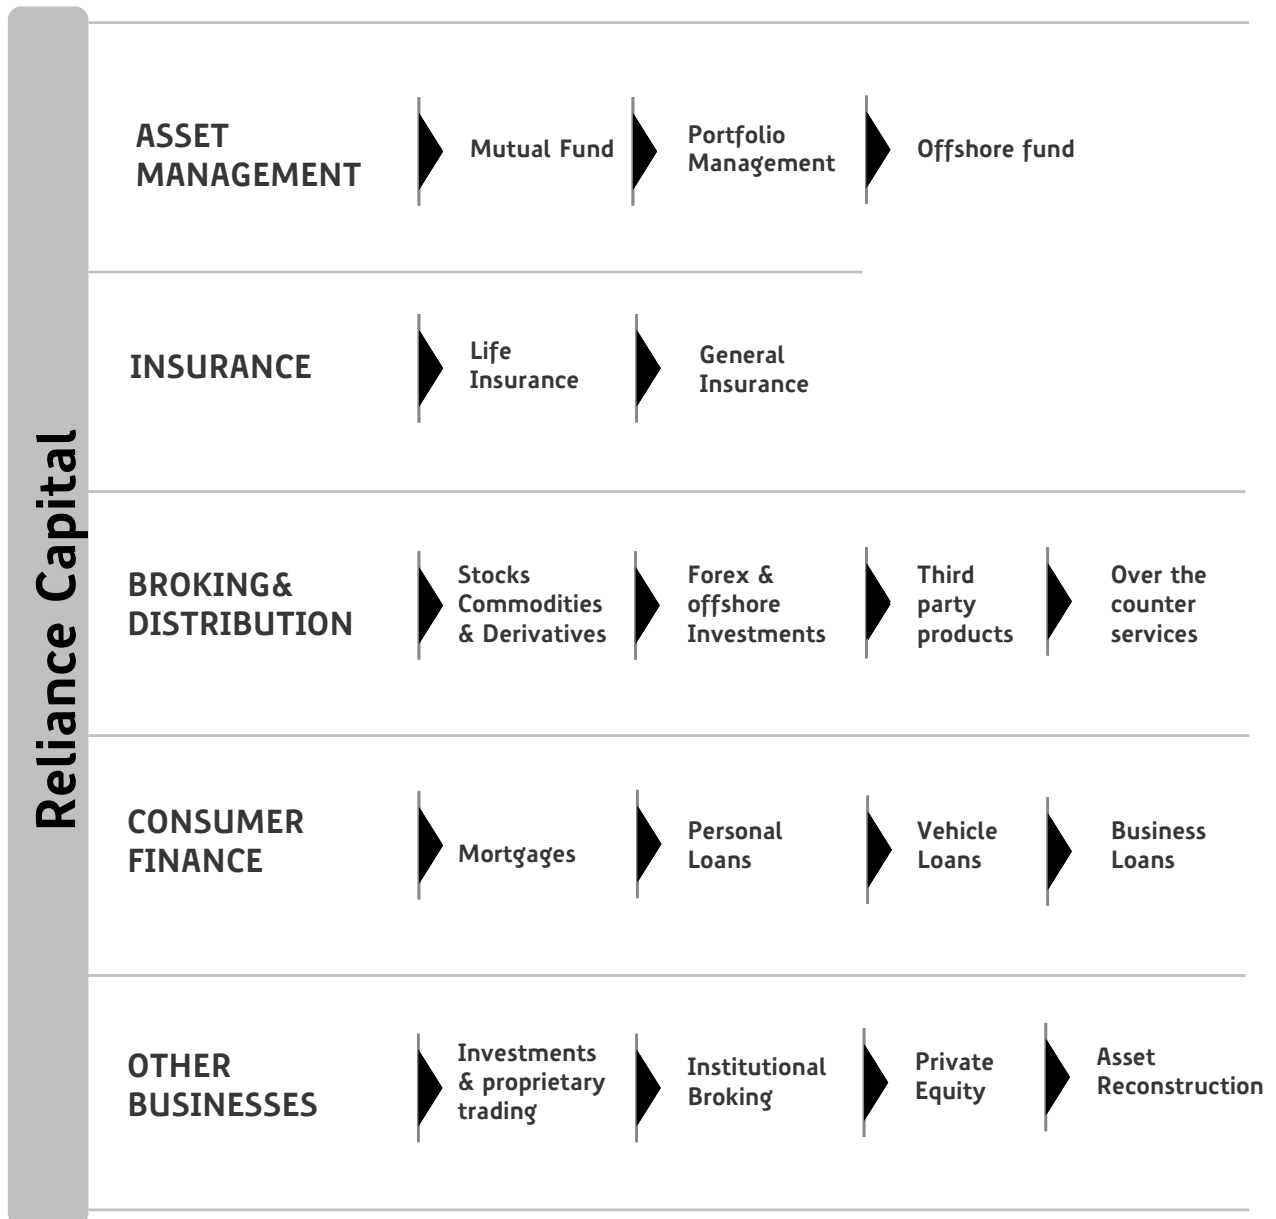 Reliance Capital
ASSET
MANAGEMENT
Mutual Fund
Portfolio
Management
Offshore fund
INSURANCE
Life
Insurance
General
Insurance
BROKING&
DISTRIBUTION
Stocks
Commodities
& Derivatives
Forex &
offshore
Investments
Third
party
products
Over the
counter
services
CONSUMER
FINANCE
Mortgages
Personal
Loans
Vehicle
Loans
Business
Loans
OTHER
BUSINESSES
Investments
& proprietary
trading
Institutional
Broking
Private
Equity
Asset
Reconstruction